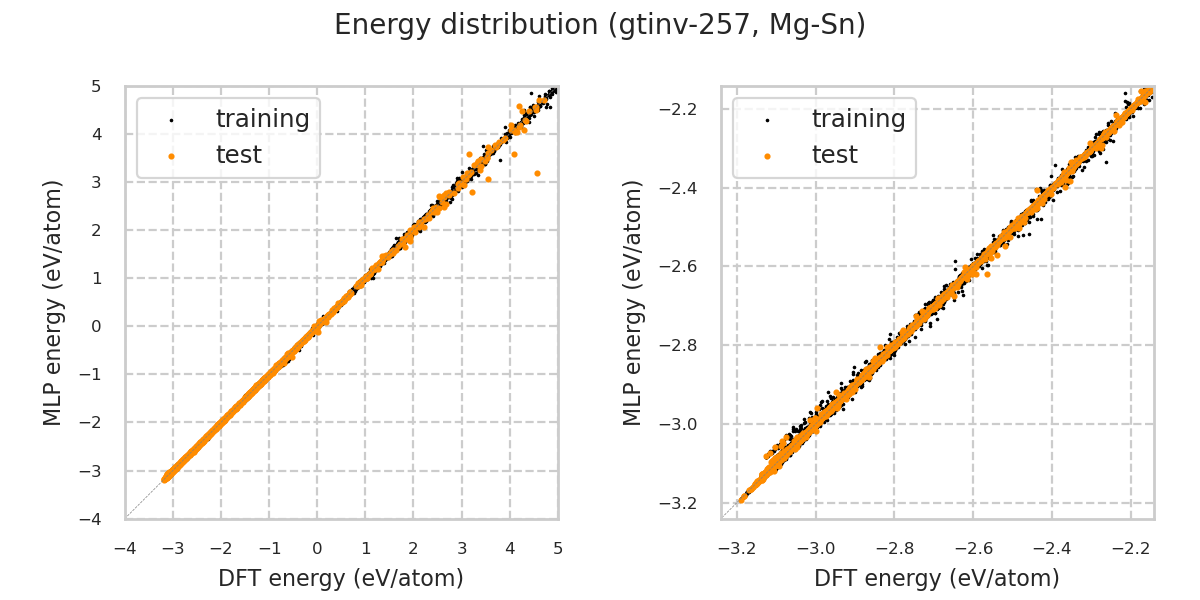 Energy distribution (gtinv-257, Mg-Sn)
MLP energy (eV/atom)
5
4
3
2
1
0
−1
−2
−3
−4
training
test
−4 −3 −2 −1 0 1 2 3 4 5
DFT energy (eV/atom)
MLP energy (eV/atom)
−2.2
−2.4
−2.6
−2.8
−3.0
−3.2
training
test
−3.2 −3.0 −2.8 −2.6 −2.4 −2.2
DFT energy (eV/atom)